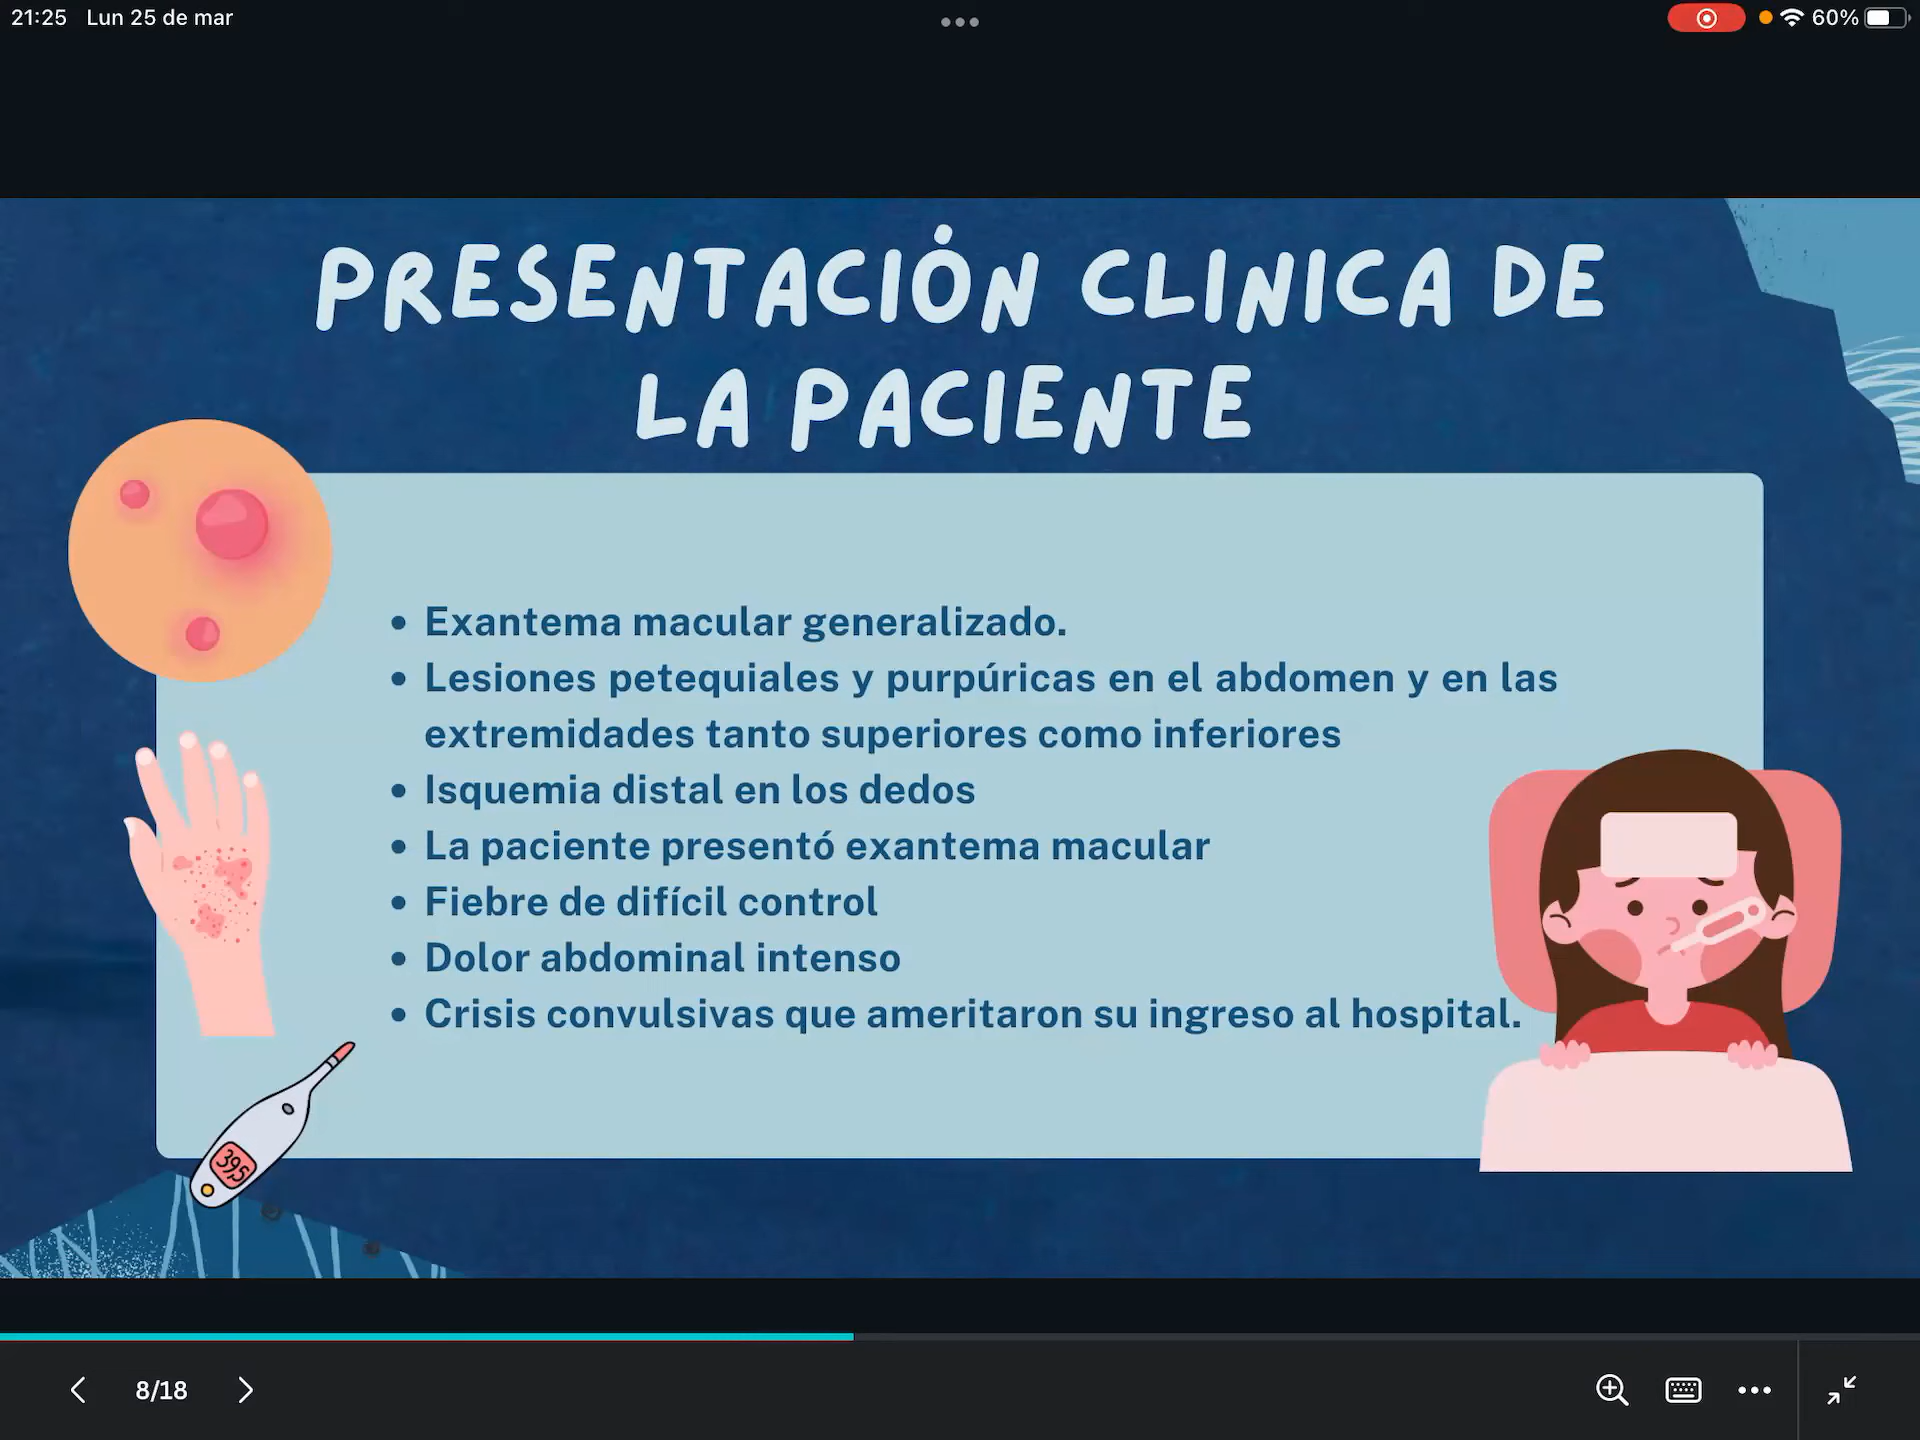 21:25 Lun 25 de mar
60%
PRESENTACIÓN CLINICA DE
LA PACIENTE
• Exantema macular generalizado.
• Lesiones petequiales y purpúricas en el abdomen y en las
extremidades tanto superiores como inferiores
• Isquemia distal en los dedos
• La paciente presentó exantema macular
• Fiebre de difícil control
• Dolor abdominal intenso
• Crisis convulsivas que ameritaron su ingreso al hospital.
395
8/18